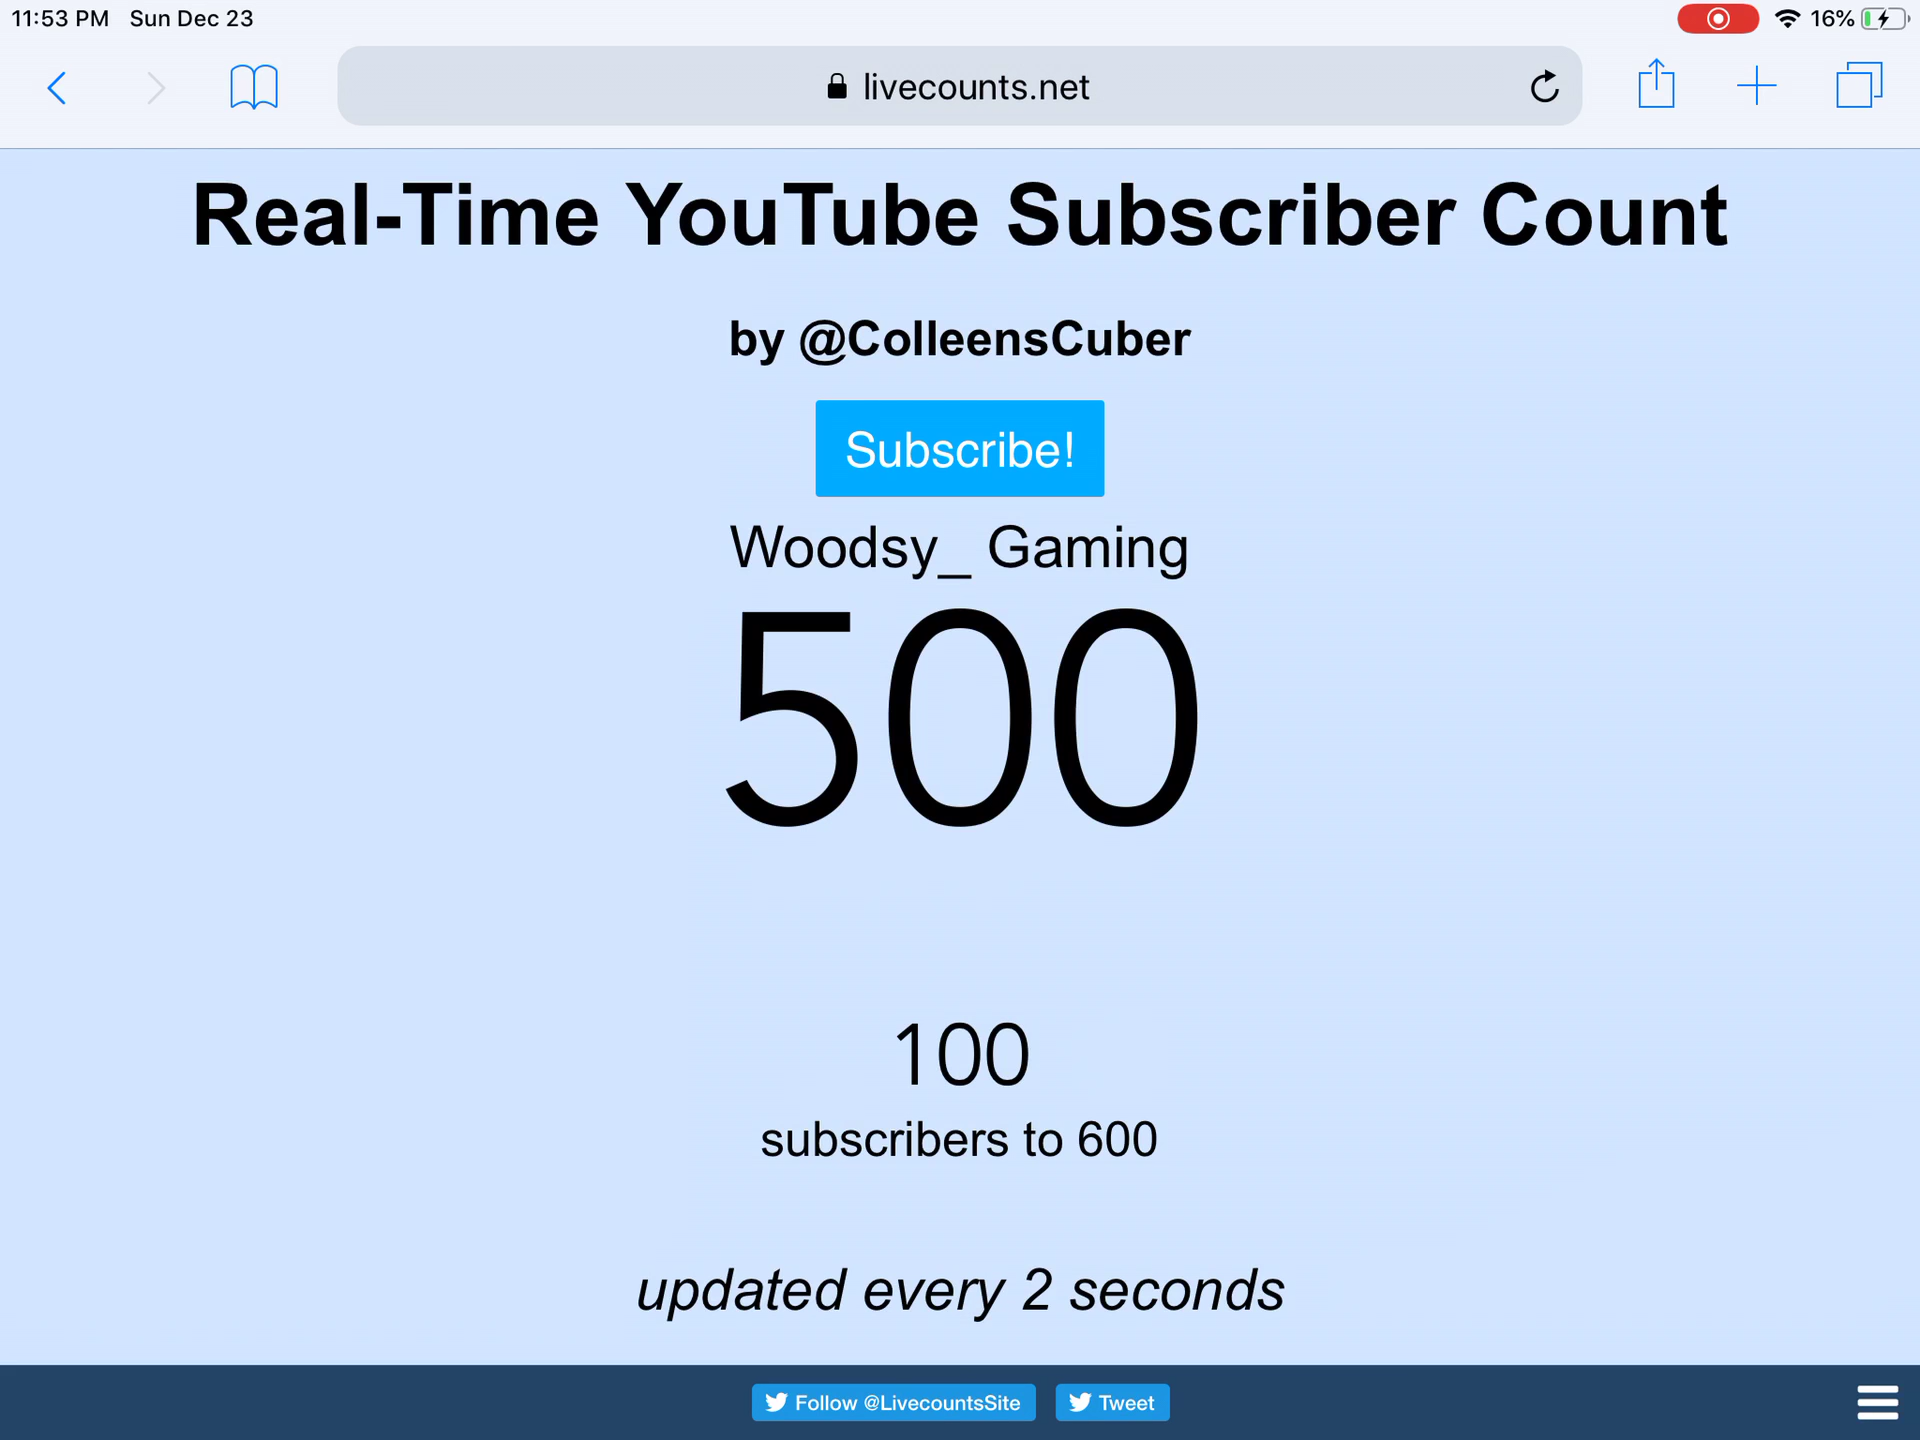 11:53 PM Sun Dec 23 16%
livecounts.net
Real-Time YouTube Subscriber Count
by @ColleensCuber
Subscribe!
Woodsy_ Gaming
500
100
subscribers to 600
updated every 2 seconds
Follow @LivecountsSite Tweet